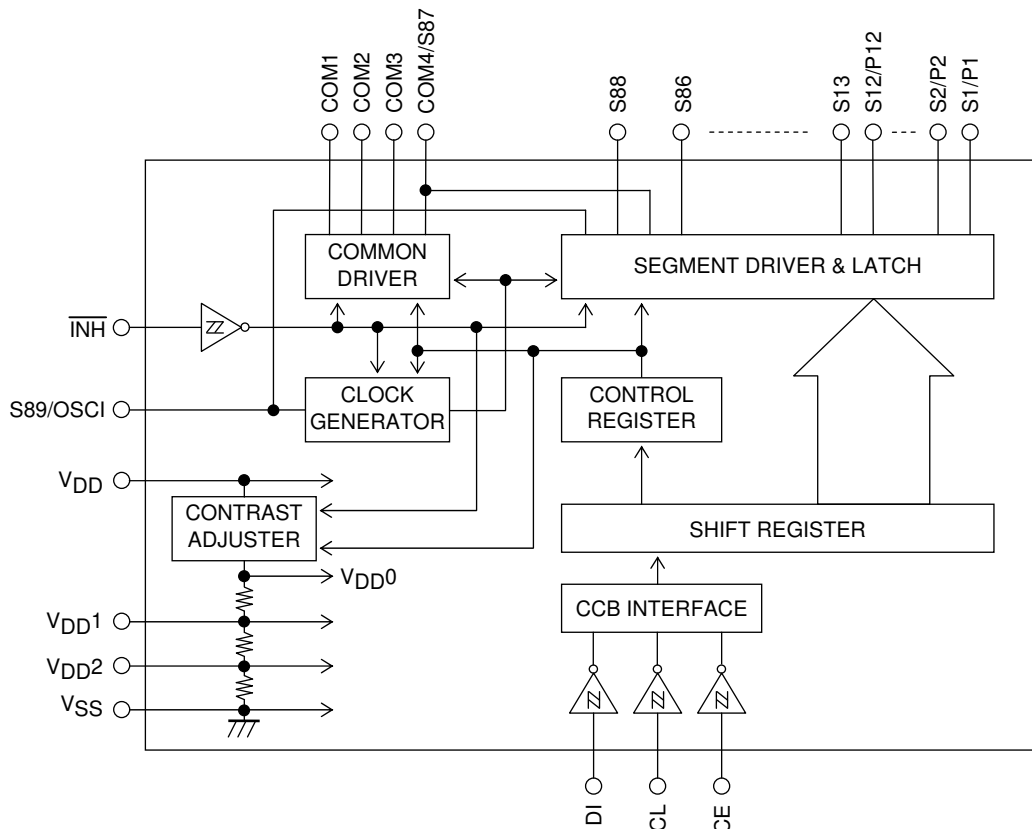 COM1
COM2
COM3
COM4/S87
S88
S86
S13
S12/P12
S2/P2
S1/P1
COMMON
DRIVER
SEGMENT DRIVER & LATCH
INH
S89/OSCI
CLOCK
GENERATOR
CONTROL
REGISTER
VDD
CONTRAST
ADJUSTER
SHIFT REGISTER
VDD0
CCB INTERFACE
VDD1
VDD2
VSS
DI
CL
CE